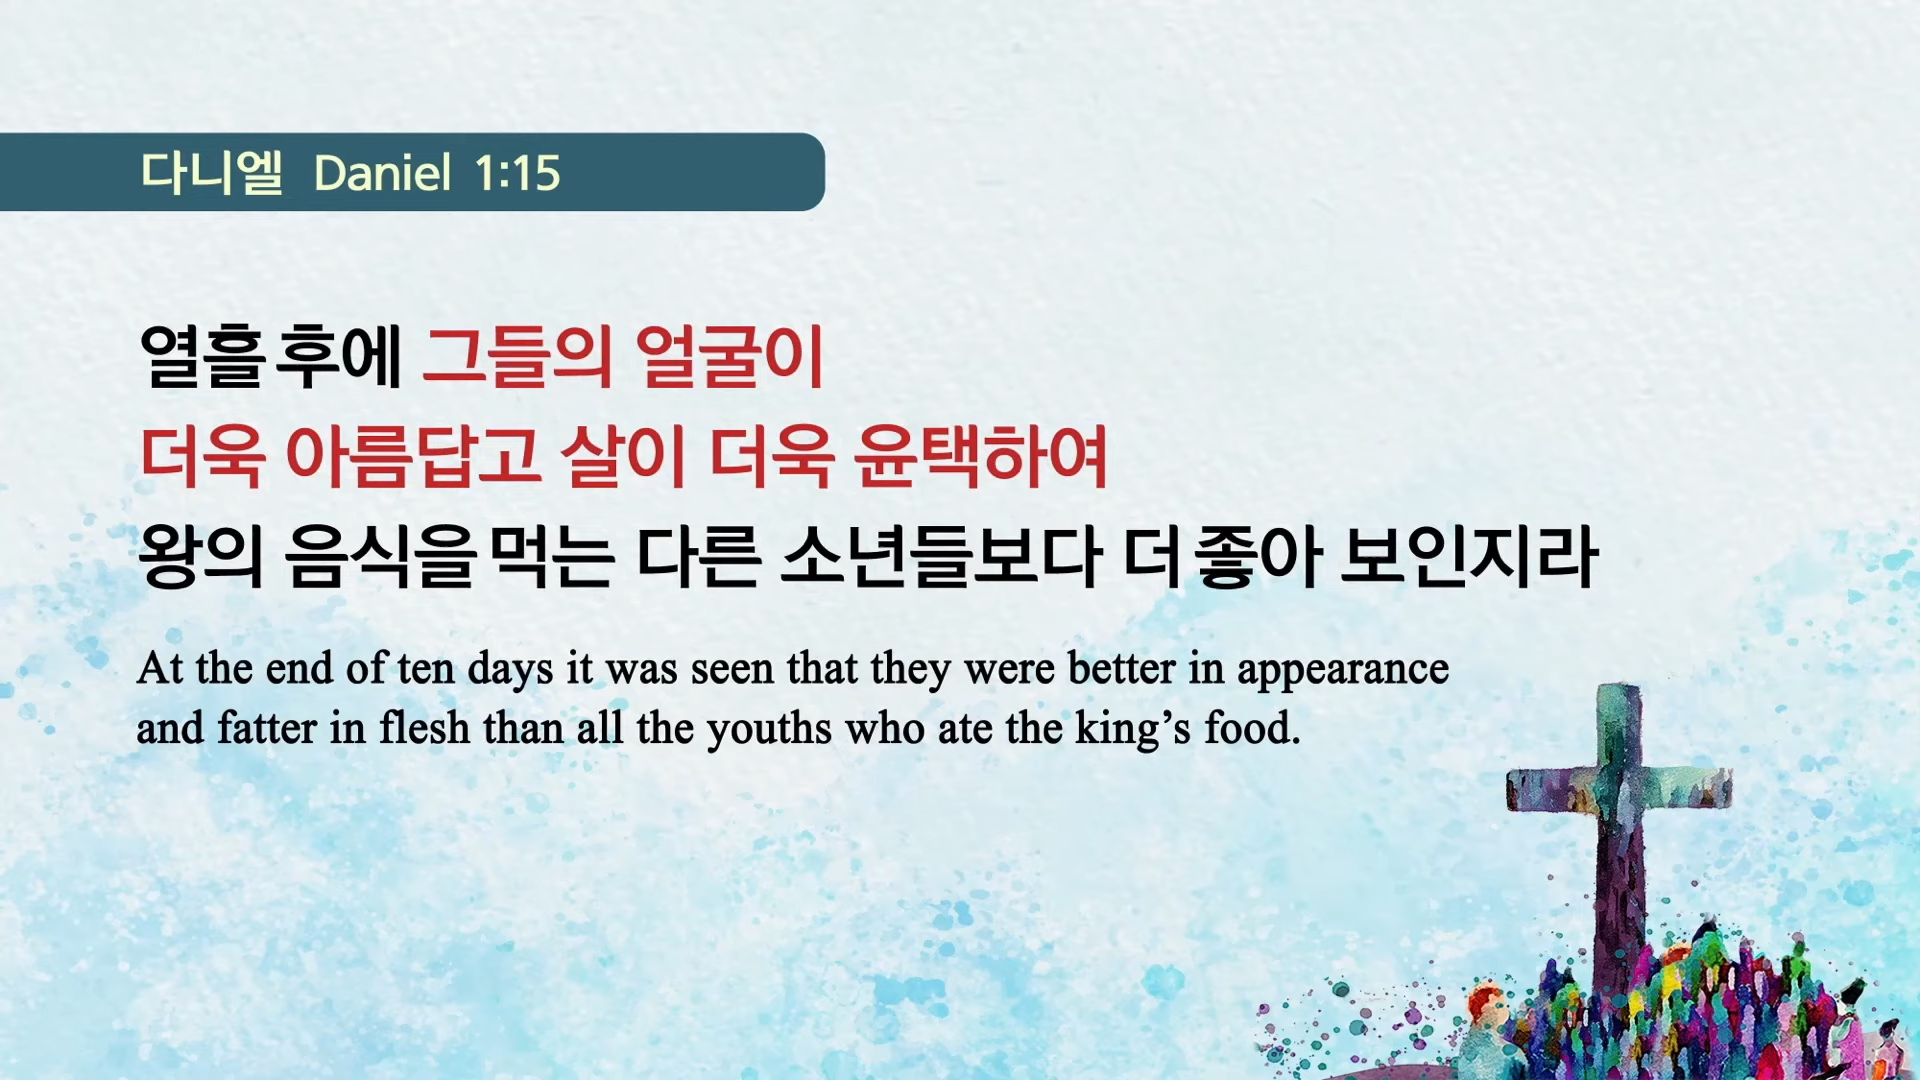 다니엘 Daniel 1:15
열흘 후에 그들의 얼굴이
더욱 아름답고 살이 더욱 윤택하여
왕의 음식을 먹는 다른 소년들보다 더 좋아 보인지라
At the end of ten days it was seen that they were better in appearance
and fatter in flesh than all the youths who ate the king’s food.